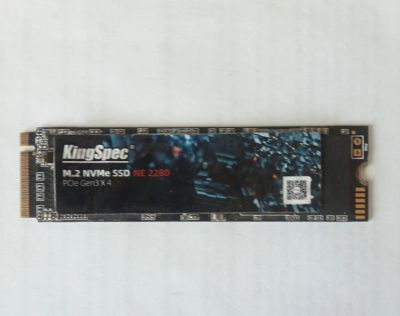 KingSpec
M.2 NVMe SSD NE 2280
PCIe Gen3 X 4